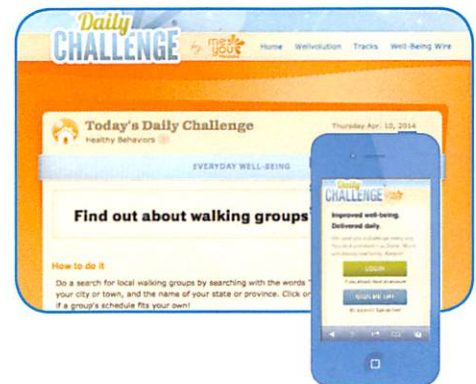 Daily
CHALLENGE by me you
Home Wellvolution Tracks Well-Being Wire
Today's Daily Challenge
Thursday Apr. 10, 2014
Healthy Behaviors
EVERYDAY WELL-BEING
Find out about walking groups
How to do it
Do a search for local walking groups by searching with the words
your city or town, and the name of your state or province. Click on
if a group's schedule fits your own!
Daily
CHALLENGE
Improved well-being.
Delivered daily.
LOGIN
SIGN ME UP!